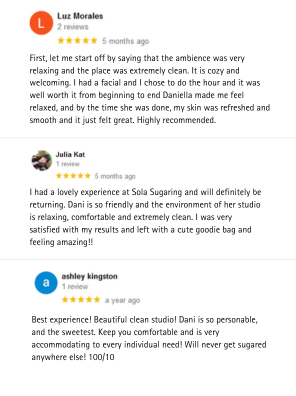 L
Luz Morales
2 reviews
★★★★★ 5 months ago
First, let me start off by saying that the ambience was very
relaxing and the place was extremely clean. It is cozy and
welcoming. I had a facial and I chose to do the hour and it was
well worth it from beginning to end Daniella made me feel
relaxed, and by the time she was done, my skin was refreshed and
smooth and it just felt great. Highly recommended.
Julia Kat
1 review
★★★★★ 5 months ago
I had a lovely experience at Sola Sugaring and will definitely be
returning. Dani is so friendly and the environment of her studio
is relaxing, comfortable and extremely clean. I was very
satisfied with my results and left with a cute goodie bag and
feeling amazing!!
a
ashley kingston
1 review
★★★★★ a year ago
Best experience! Beautiful clean studio! Dani is so personable,
and the sweetest. Keep you comfortable and is very
accommodating to every individual need! Will never get sugared
anywhere else! 100/10